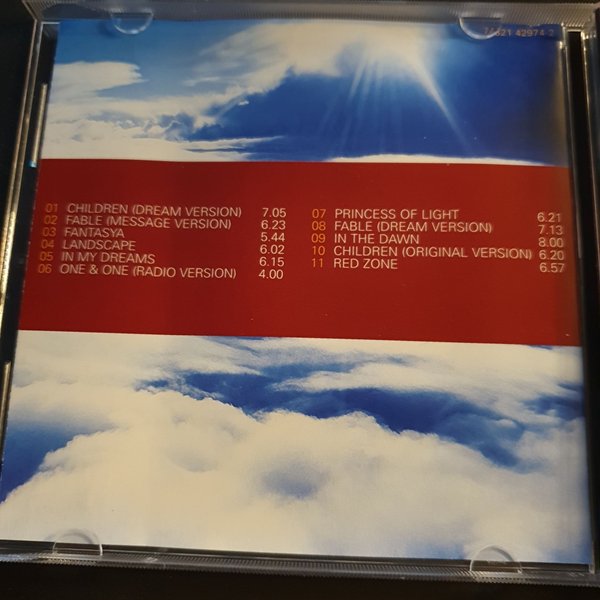 74321 42974-2
01 CHILDREN (DREAM VERSION) 7.05
02 FABLE (MESSAGE VERSION) 6.23
03 FANTASYA 5.44
04 LANDSCAPE 6.02
05 IN MY DREAMS 6.15
06 ONE & ONE (RADIO VERSION) 4.00
07 PRINCESS OF LIGHT 6.21
08 FABLE (DREAM VERSION) 7.13
09 IN THE DAWN 8.00
10 CHILDREN (ORIGINAL VERSION) 6.20
11 RED ZONE 6.57